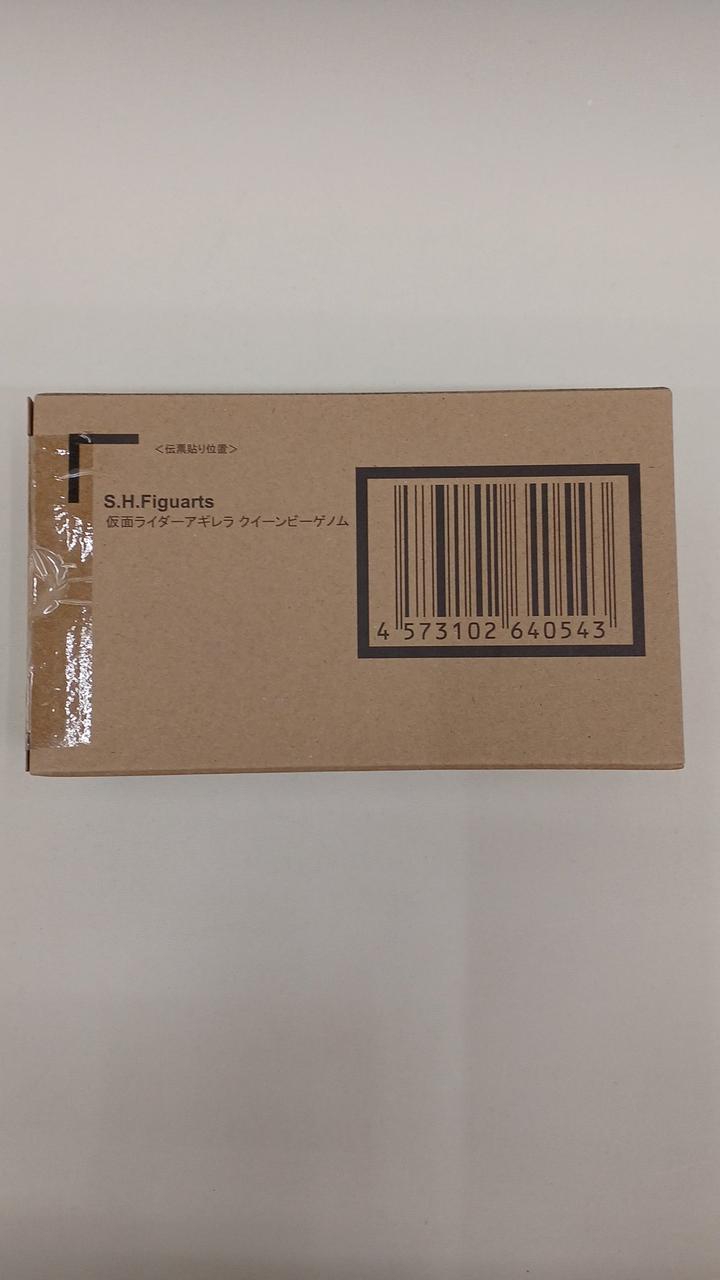 ＜伝票貼り位置＞
S.H.Figuarts
仮面ライダーアギレラ クイーンビーゲノム
4 573102 640543